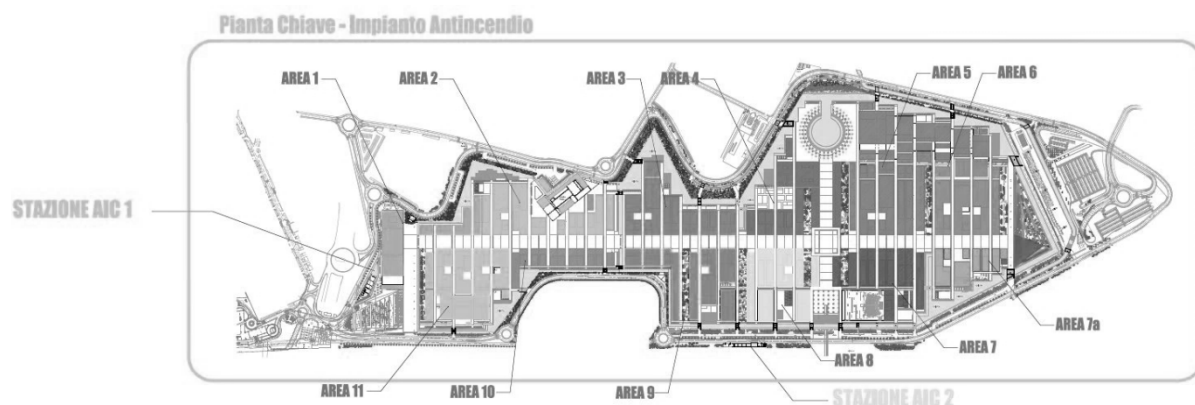 Pianta Chiave - Impianto Antincendio
AREA 1
AREA 2
AREA 3
AREA 4
AREA 5
AREA 6
STAZIONE AIC 1
AREA 7a
AREA 7
AREA 8
AREA 11
AREA 10
AREA 9
STAZIONE AIC 2